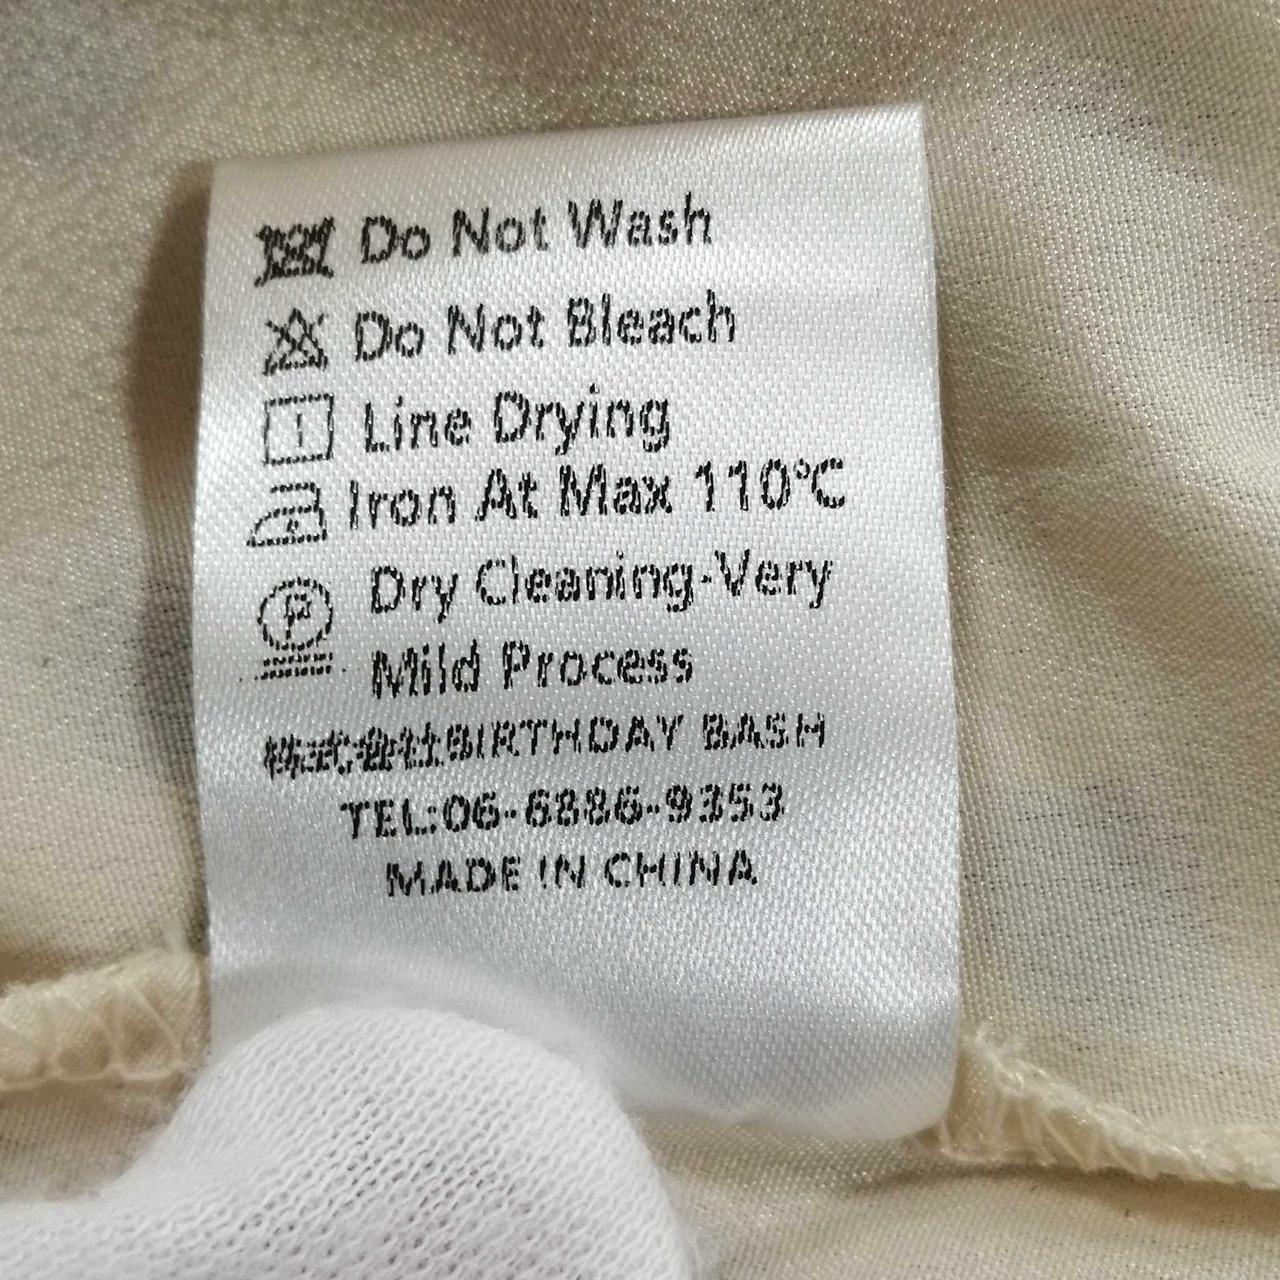 Do Not Wash
Do Not Bleach
Line Drying
Iron At Max 110°C
Dry Cleaning-Very
Mild Process
株式会社BIRTHDAY BASH
TEL:06-6886-9353
MADE IN CHINA